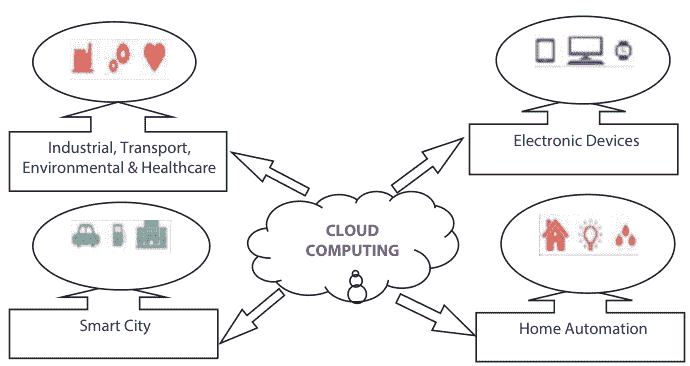 Industrial, Transport,
Environmental & Healthcare
Electronic Devices
CLOUD
COMPUTING
Smart City
Home Automation